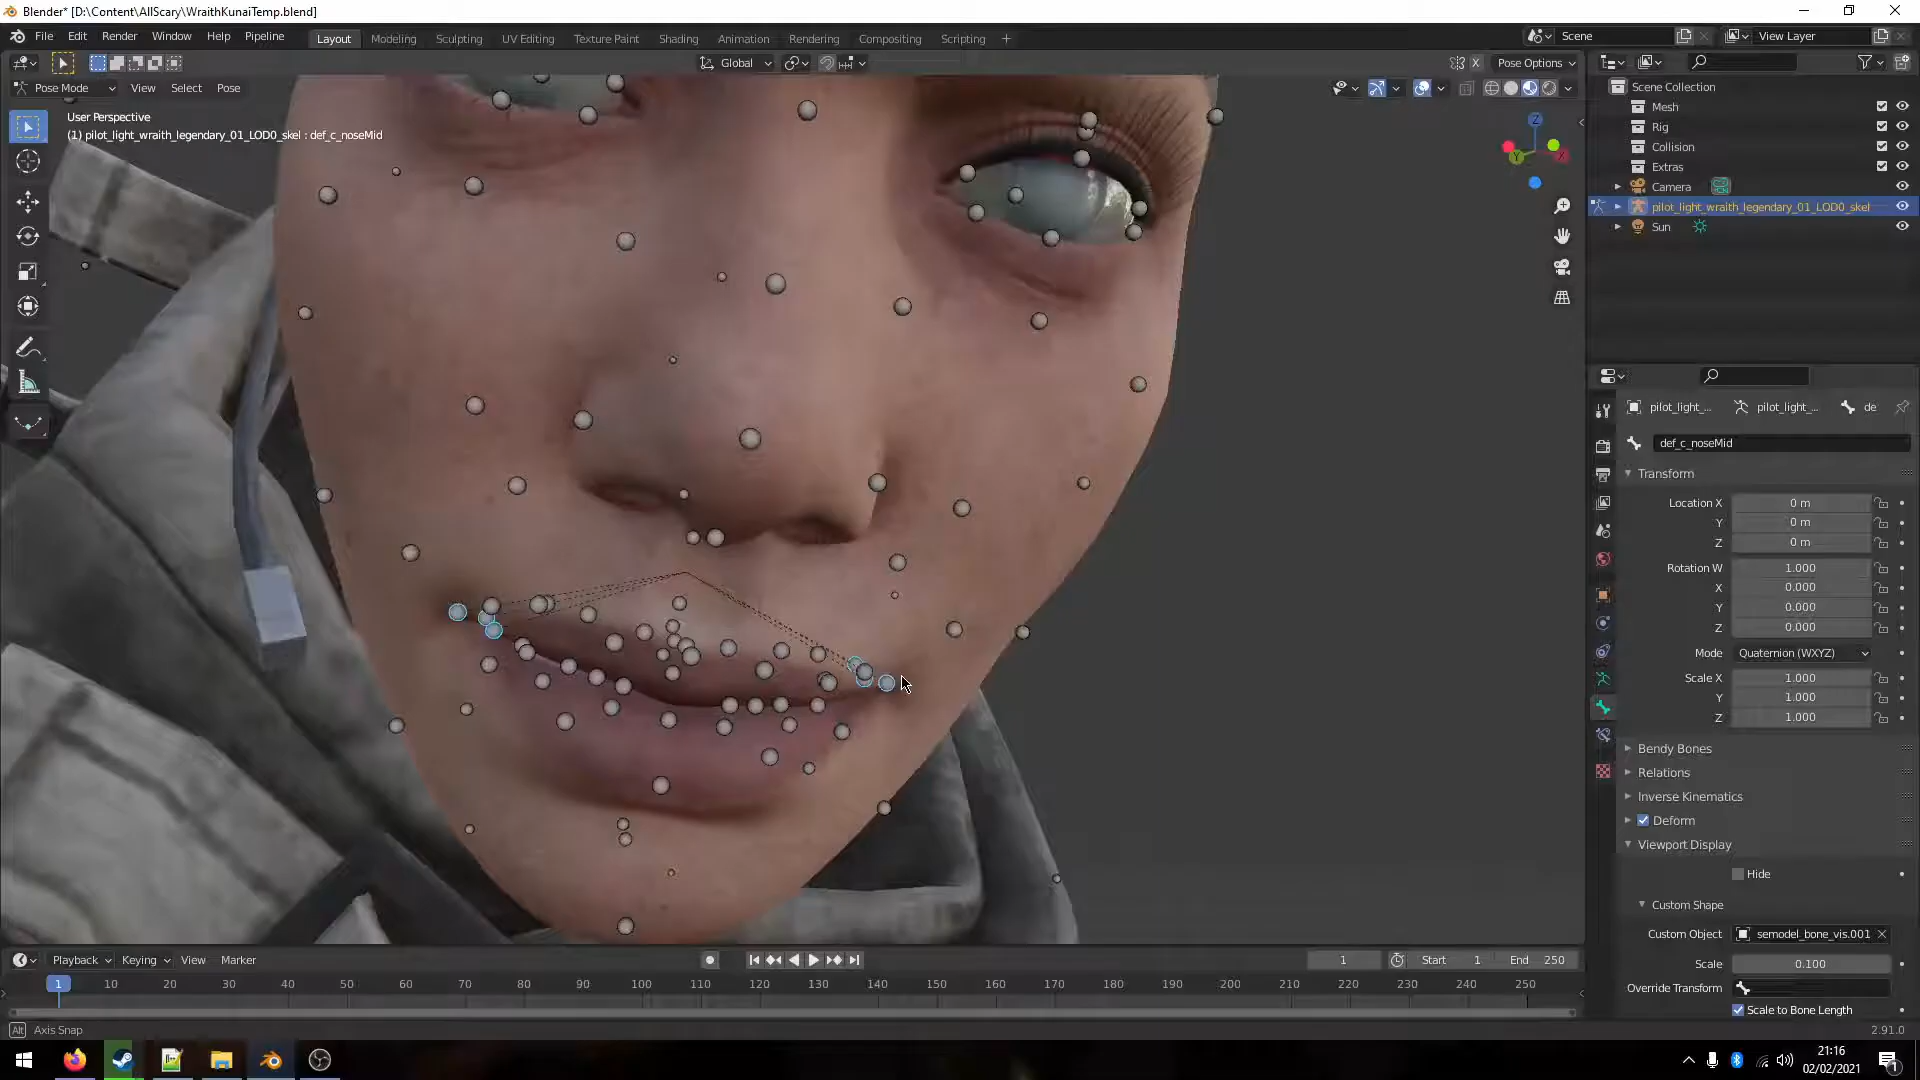 Blender* [D:\Content\AllScary\WraithKunaiTemp.blend]
File Edit Render Window Help Pipeline Layout Modeling Sculpting UV Editing Texture Paint Shading Animation Rendering Compositing Scripting + Scene View Layer
Global X Pose Options
Pose Mode View Select Pose
User Perspective
(1) pilot_light_wraith_legendary_01_LOD0_skel : def_c_noseMid
Z
Y X
Scene Collection
Mesh
Rig
Collision
Extras
Camera
pilot_light_wraith_legendary_01_LOD0_skel
Sun
pilot_light_... pilot_light_... de
def_c_noseMid
Transform
Location X 0 m
Y 0 m
Z 0 m
Rotation W 1.000
X 0.000
Y 0.000
Z 0.000
Mode Quaternion (WXYZ)
Scale X 1.000
Y 1.000
Z 1.000
Bendy Bones
Relations
Inverse Kinematics
Deform
Viewport Display
Hide
Custom Shape
Custom Object semodel_bone_vis.001
Scale 0.100
Override Transform
Scale to Bone Length
Playback Keying View Marker 1 Start 1 End 250
1 10 20 30 40 50 60 70 80 90 100 110 120 130 140 150 160 170 180 190 200 210 220 230 240 250
Alt Axis Snap 2.91.0
21:16
02/02/2021
1